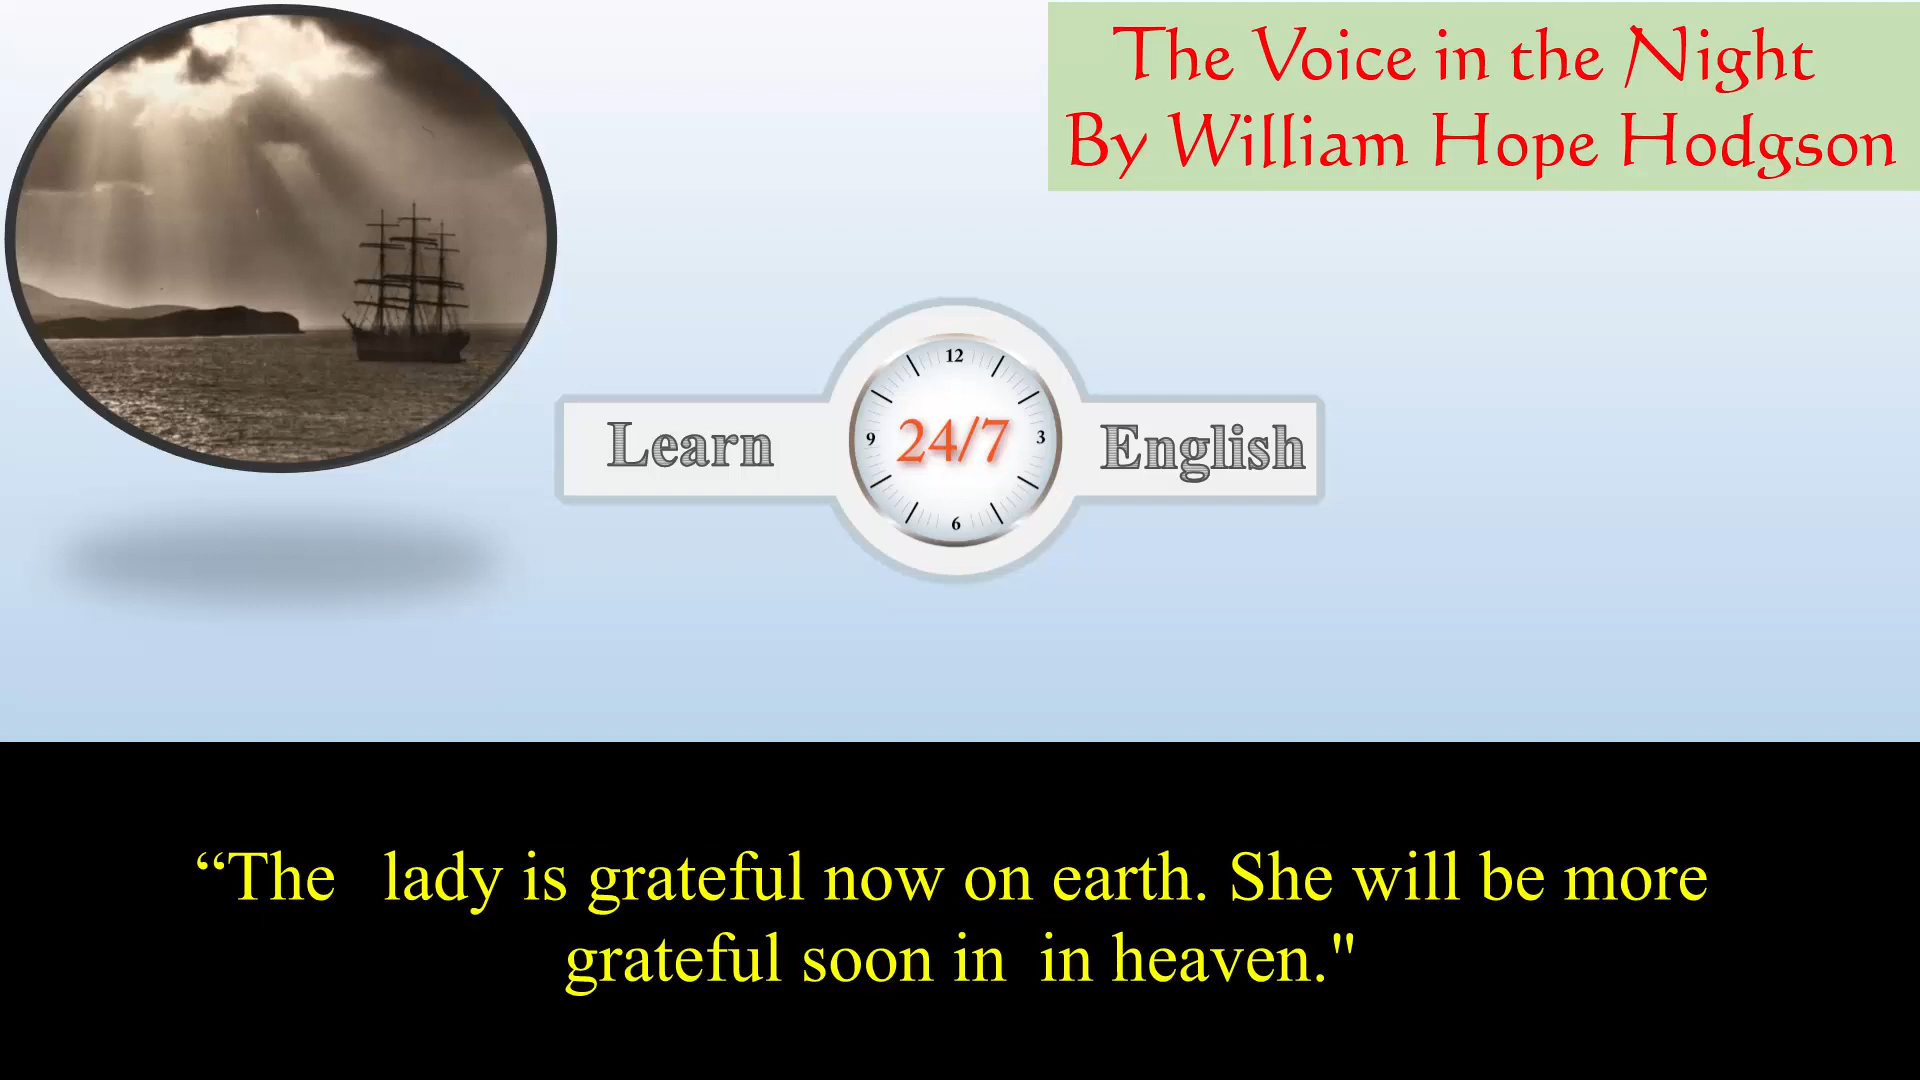 The Voice in the Night
By William Hope Hodgson
12
Learn 9 24/7 3 English
6
“The lady is grateful now on earth. She will be more
grateful soon in in heaven."